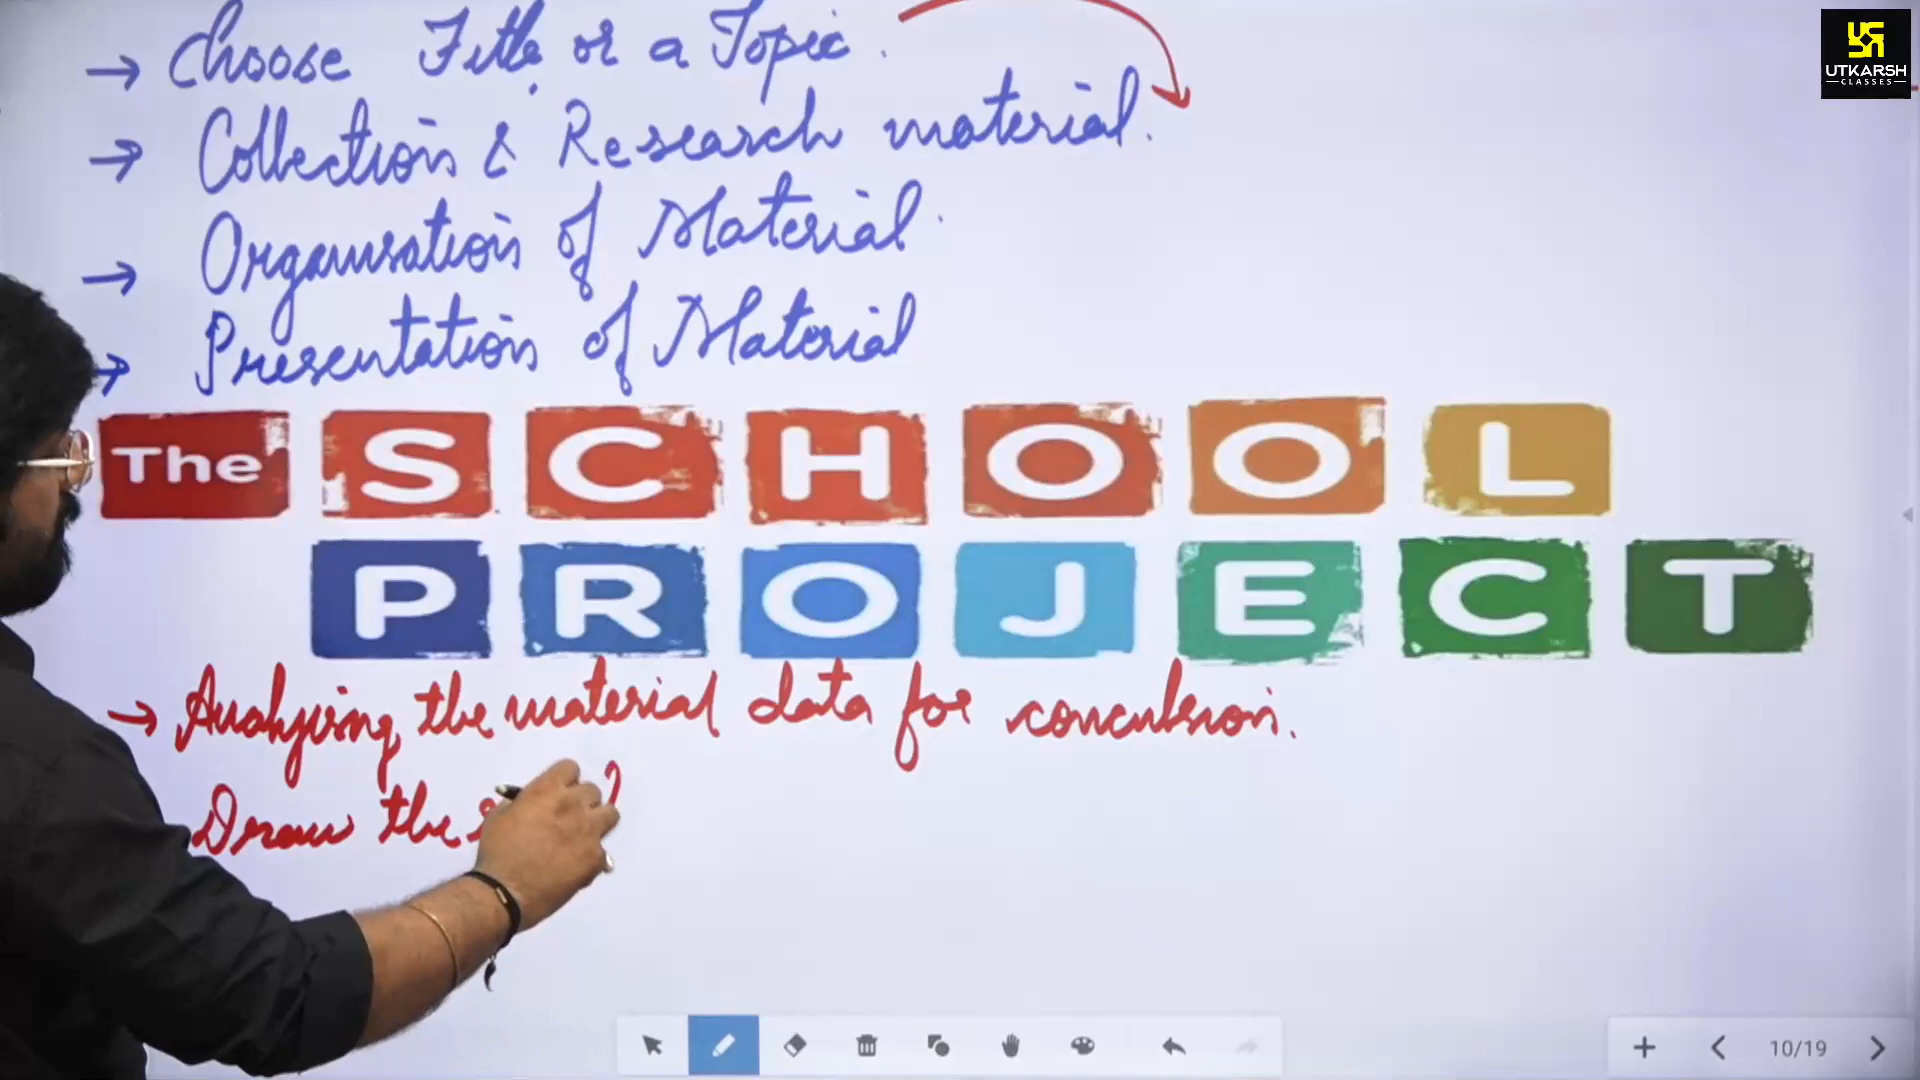 → Choose Title or a Topic.
→ Collection & Research material.
→ Organisation of Material.
→ Presentation of Material
The SCHOOL
PROJECT
→ Analysing the material data for conculsion.
Draw the
UTKARSH
CLASSES
10/19